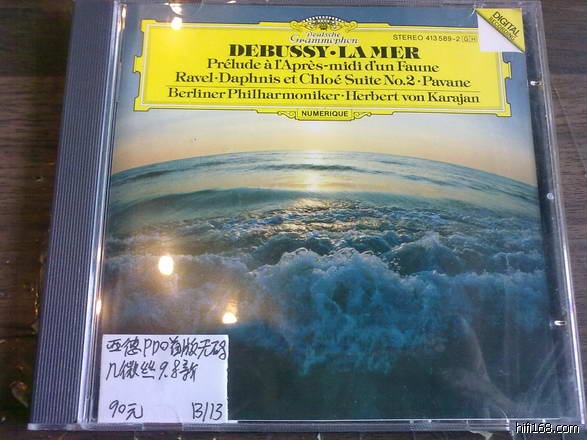 Deutsche
Grammophon
STEREO 413 589-2 GH
DIGITAL
DEBUSSY · LA MER
Prélude à l'Après-midi d'un Faune
Ravel · Daphnis et Chloé Suite No.2 · Pavane
Berliner Philharmoniker · Herbert von Karajan
NUMERIQUE
西德PDO首版无码
几微丝9.8新
90元 13/13
hifi168.com